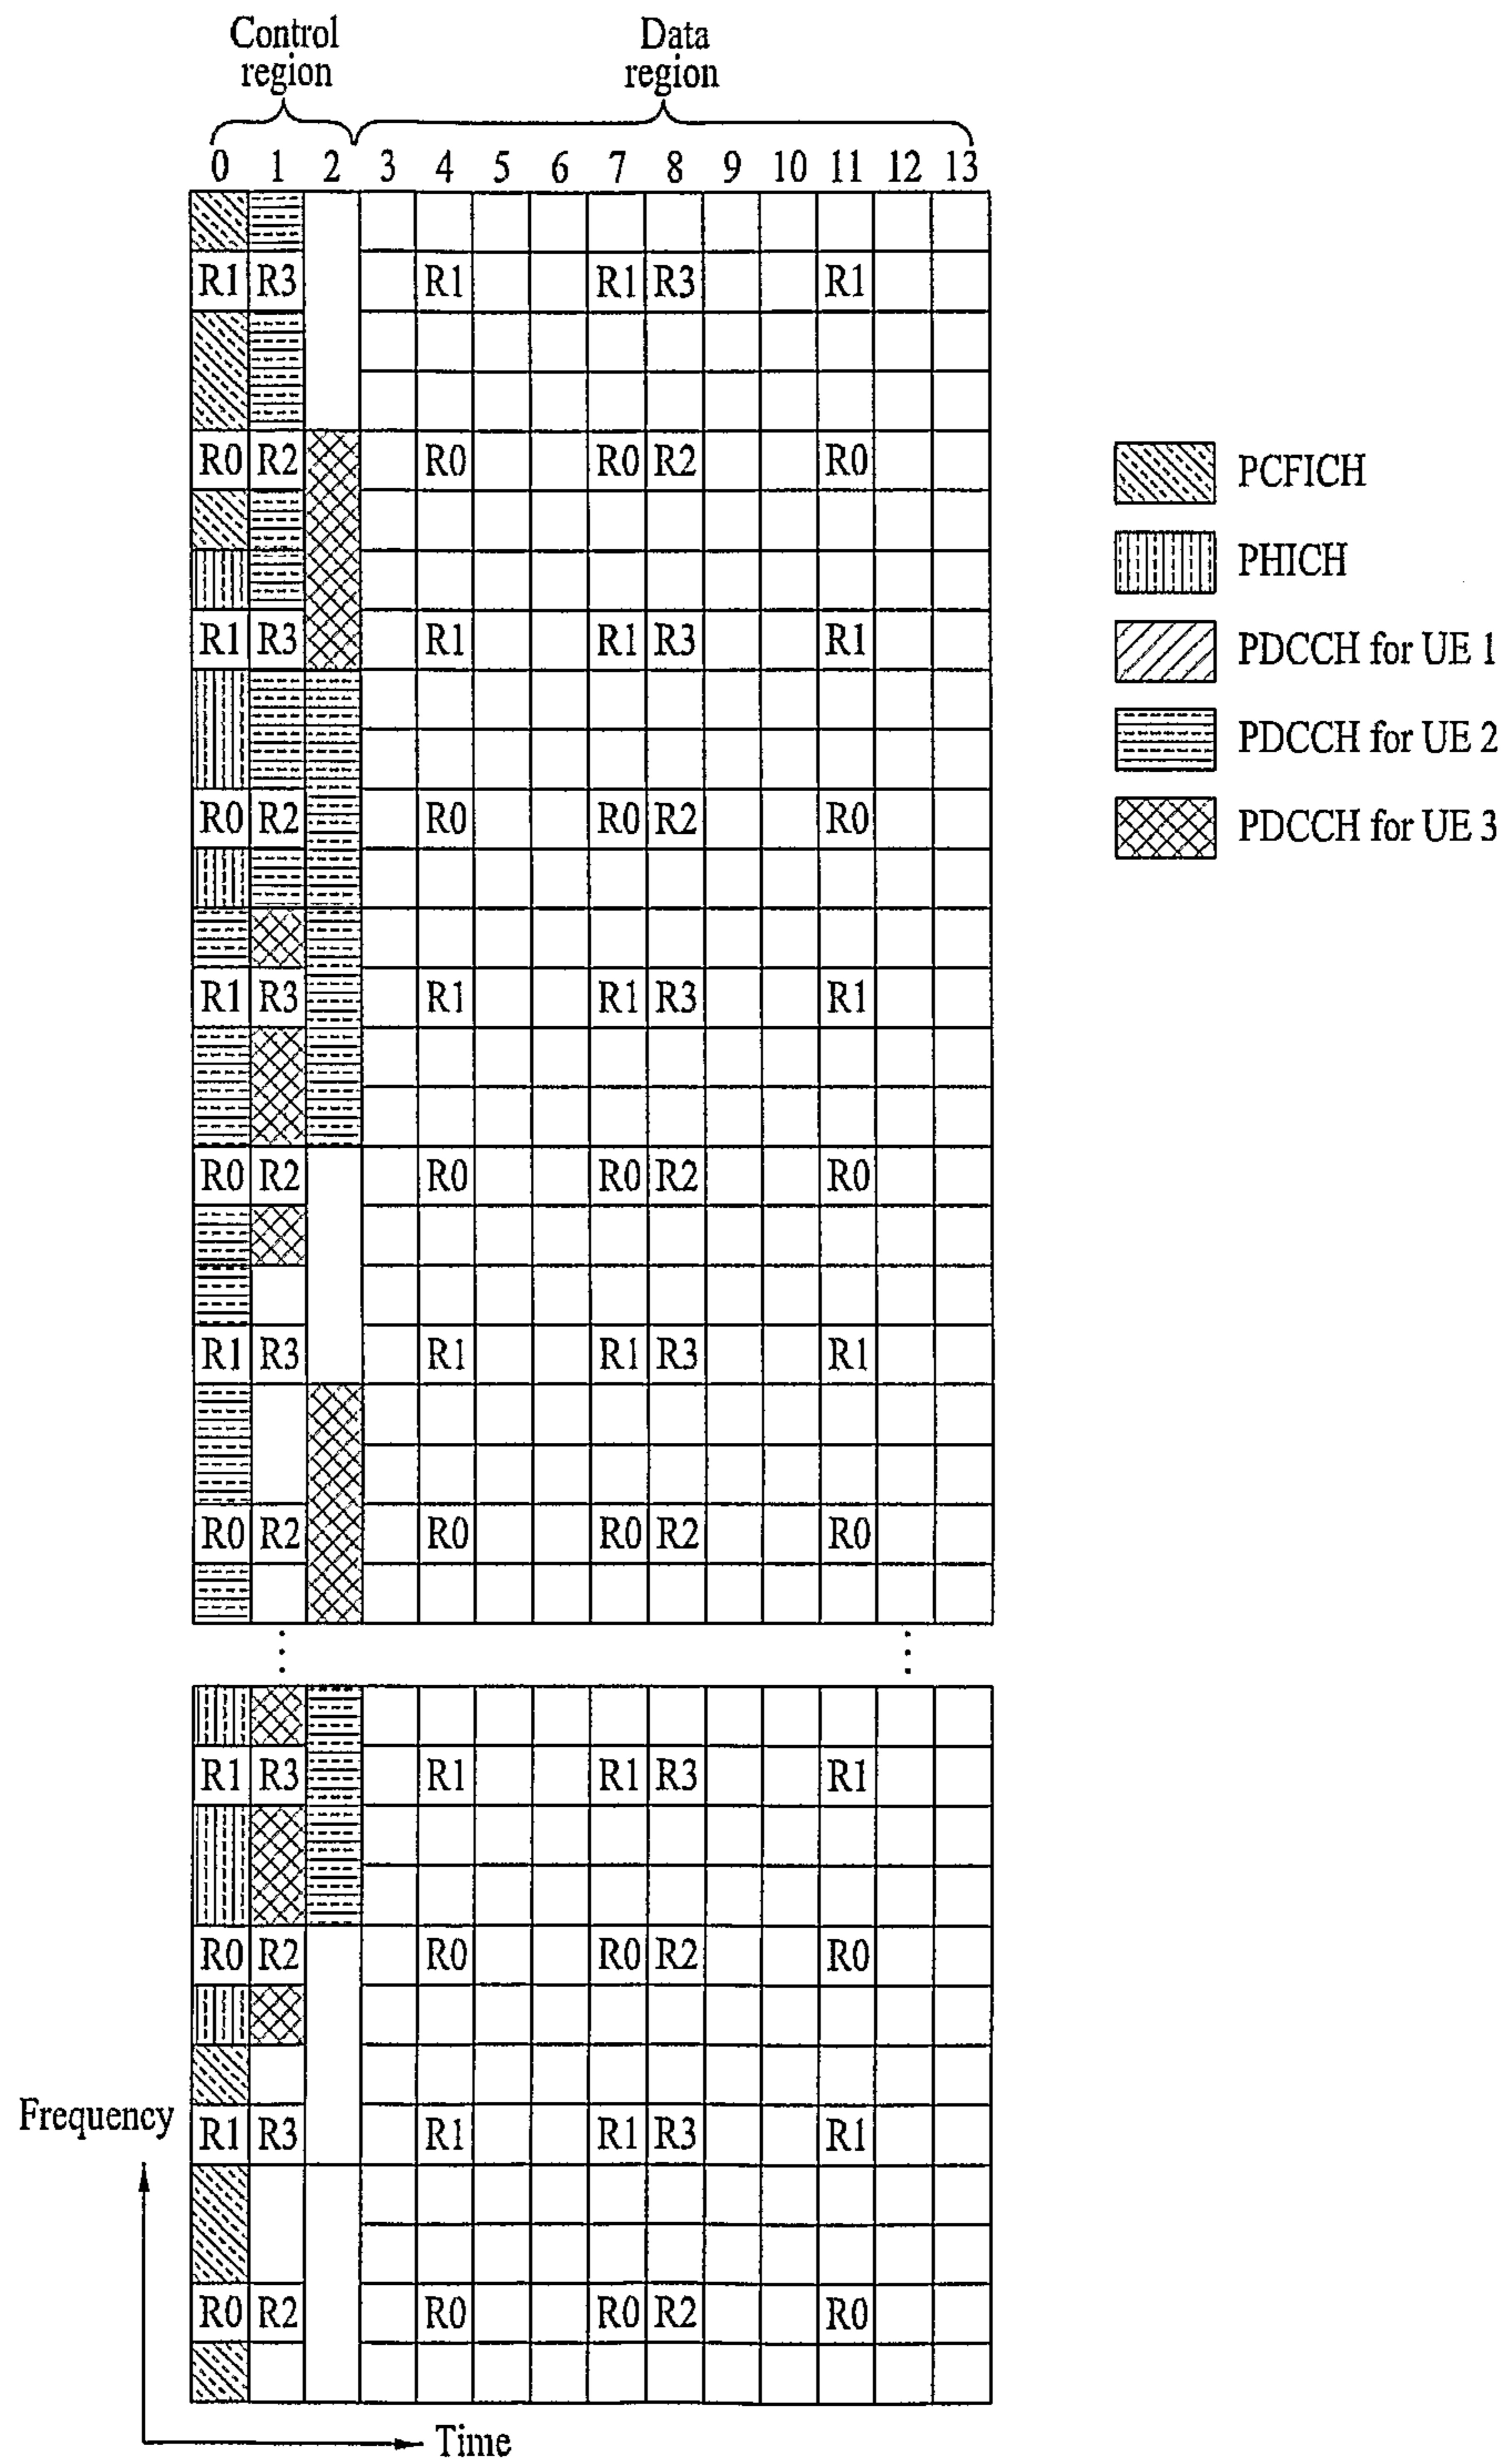 Control region
Data region
0 1 2 3 4 5 6 7 8 9 10 11 12 13
R1 R3 R1 R1 R3 R1
R0 R2 R0 R0 R2 R0
R1 R3 R1 R1 R3 R1
R0 R2 R0 R0 R2 R0
R1 R3 R1 R1 R3 R1
R0 R2 R0 R0 R2 R0
R1 R3 R1 R1 R3 R1
R0 R2 R0 R0 R2 R0
R1 R3 R1 R1 R3 R1
R0 R2 R0 R0 R2 R0
R1 R3 R1 R1 R3 R1
R0 R2 R0 R0 R2 R0
PCFICH
PHICH
PDCCH for UE 1
PDCCH for UE 2
PDCCH for UE 3
Frequency
Time